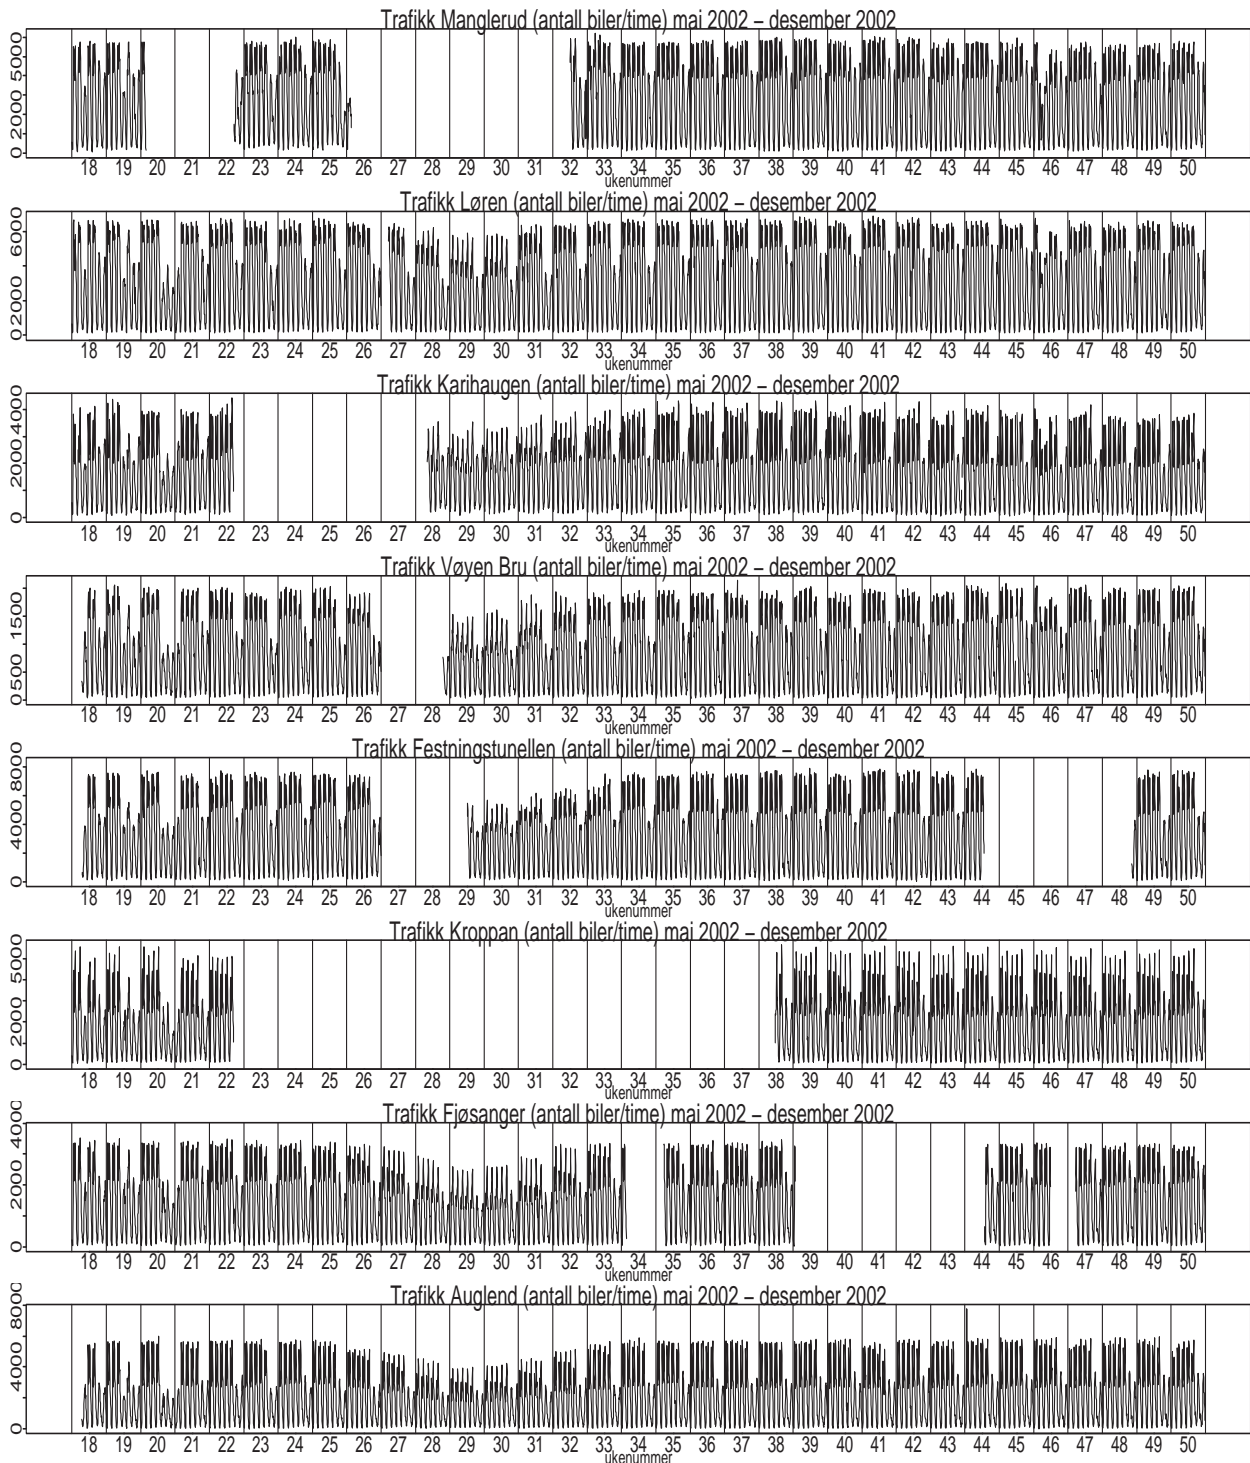 Trafikk Manglerud (antall biler/time) mai 2002 – desember 2002
0 2000 5000
18 19 20 21 22 23 24 25 26 27 28 29 30 31 32 33 34 35 36 37 38 39 40 41 42 43 44 45 46 47 48 49 50
ukenummer
Trafikk Løren (antall biler/time) mai 2002 – desember 2002
0 2000 6000
18 19 20 21 22 23 24 25 26 27 28 29 30 31 32 33 34 35 36 37 38 39 40 41 42 43 44 45 46 47 48 49 50
ukenummer
Trafikk Karihaugen (antall biler/time) mai 2002 – desember 2002
0 2000 4000
18 19 20 21 22 23 24 25 26 27 28 29 30 31 32 33 34 35 36 37 38 39 40 41 42 43 44 45 46 47 48 49 50
ukenummer
Trafikk Vøyen Bru (antall biler/time) mai 2002 – desember 2002
0 500 1500
18 19 20 21 22 23 24 25 26 27 28 29 30 31 32 33 34 35 36 37 38 39 40 41 42 43 44 45 46 47 48 49 50
ukenummer
Trafikk Festningstunellen (antall biler/time) mai 2002 – desember 2002
0 4000 8000
18 19 20 21 22 23 24 25 26 27 28 29 30 31 32 33 34 35 36 37 38 39 40 41 42 43 44 45 46 47 48 49 50
ukenummer
Trafikk Kroppan (antall biler/time) mai 2002 – desember 2002
0 2000 5000
18 19 20 21 22 23 24 25 26 27 28 29 30 31 32 33 34 35 36 37 38 39 40 41 42 43 44 45 46 47 48 49 50
ukenummer
Trafikk Fjøsanger (antall biler/time) mai 2002 – desember 2002
0 2000 4000
18 19 20 21 22 23 24 25 26 27 28 29 30 31 32 33 34 35 36 37 38 39 40 41 42 43 44 45 46 47 48 49 50
ukenummer
Trafikk Auglend (antall biler/time) mai 2002 – desember 2002
0 4000 8000
18 19 20 21 22 23 24 25 26 27 28 29 30 31 32 33 34 35 36 37 38 39 40 41 42 43 44 45 46 47 48 49 50
ukenummer